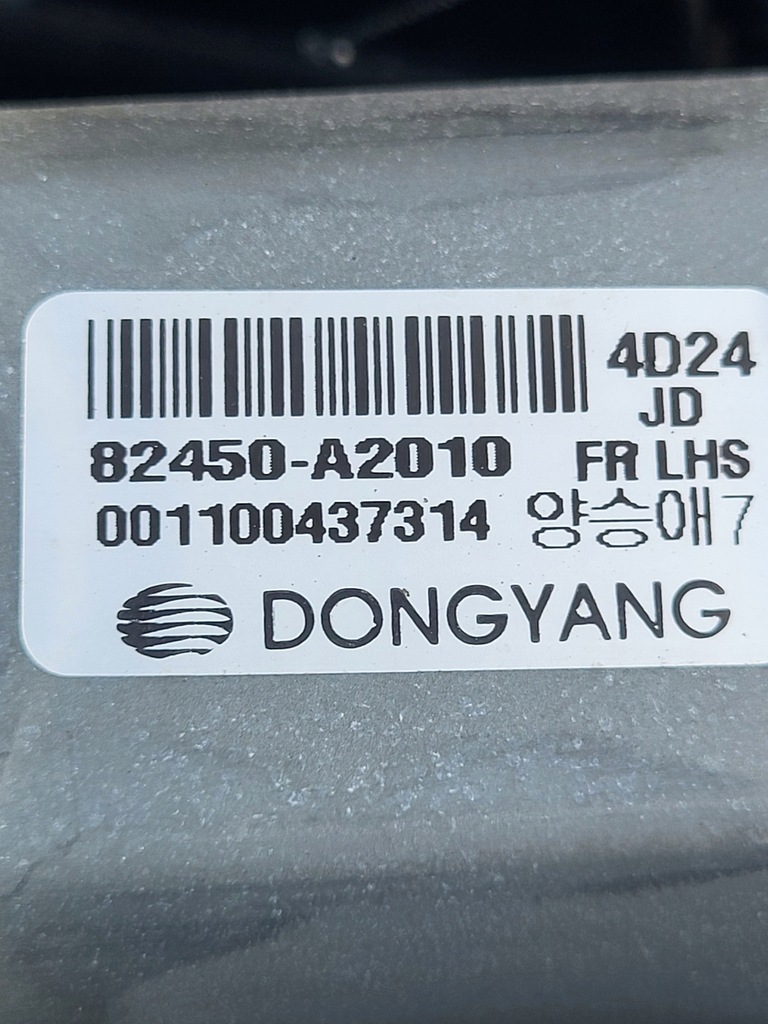 4D24
JD
82450-A2010 FR LHS
001100437314 양승애7
DONGYANG